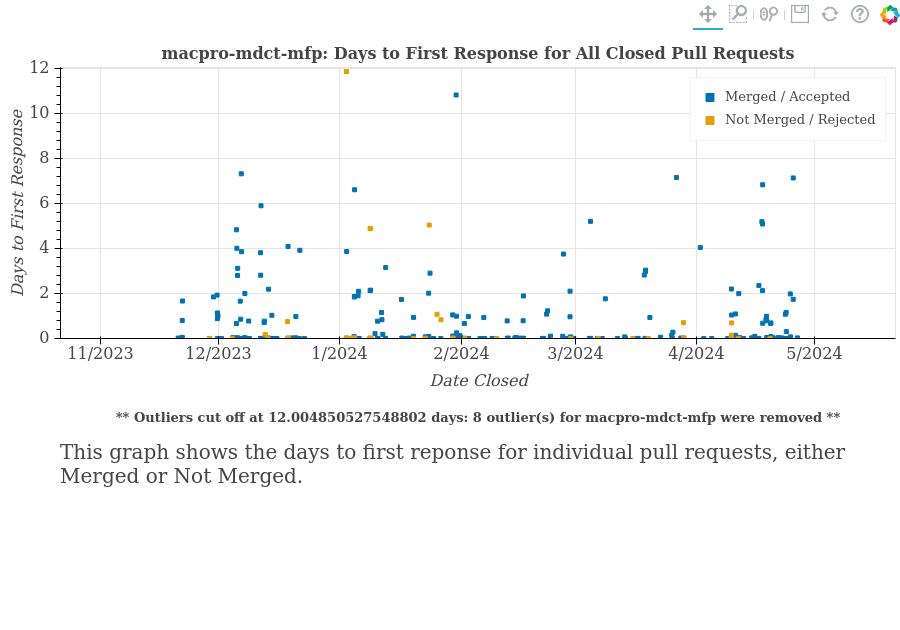 macpro-mdct-mfp: Days to First Response for All Closed Pull Requests
12
10
8
6
4
2
0
Days to First Response
Merged / Accepted
Not Merged / Rejected
11/2023 12/2023 1/2024 2/2024 3/2024 4/2024 5/2024
Date Closed
** Outliers cut off at 12.004850527548802 days: 8 outlier(s) for macpro-mdct-mfp were removed **
This graph shows the days to first reponse for individual pull requests, either
Merged or Not Merged.